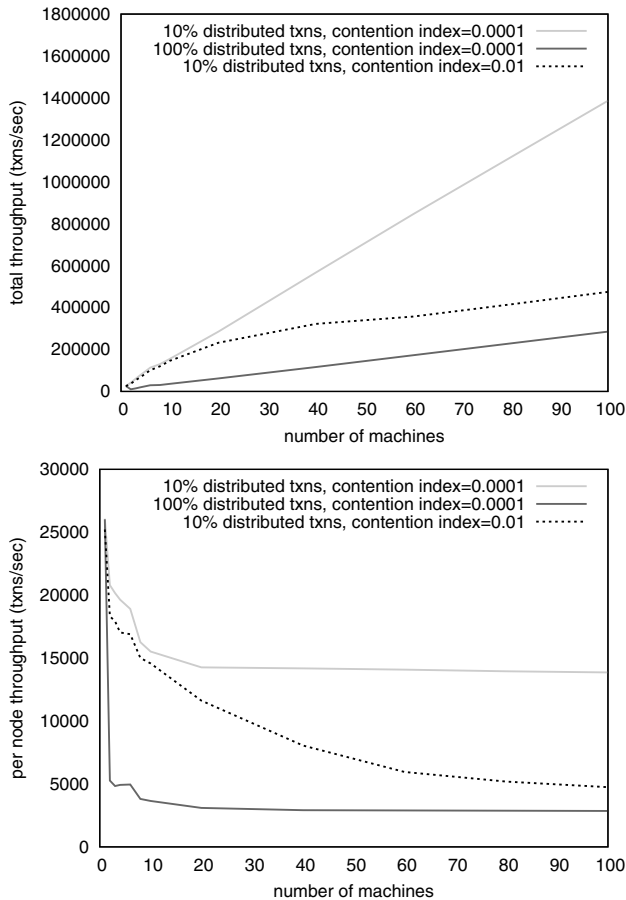 1800000
1600000
1400000
1200000
1000000
800000
600000
400000
200000
0
total throughput (txns/sec)
10% distributed txns, contention index=0.0001
100% distributed txns, contention index=0.0001
10% distributed txns, contention index=0.01
0 10 20 30 40 50 60 70 80 90 100
number of machines
30000
25000
20000
15000
10000
5000
0
per node throughput (txns/sec)
10% distributed txns, contention index=0.0001
100% distributed txns, contention index=0.0001
10% distributed txns, contention index=0.01
0 10 20 30 40 50 60 70 80 90 100
number of machines